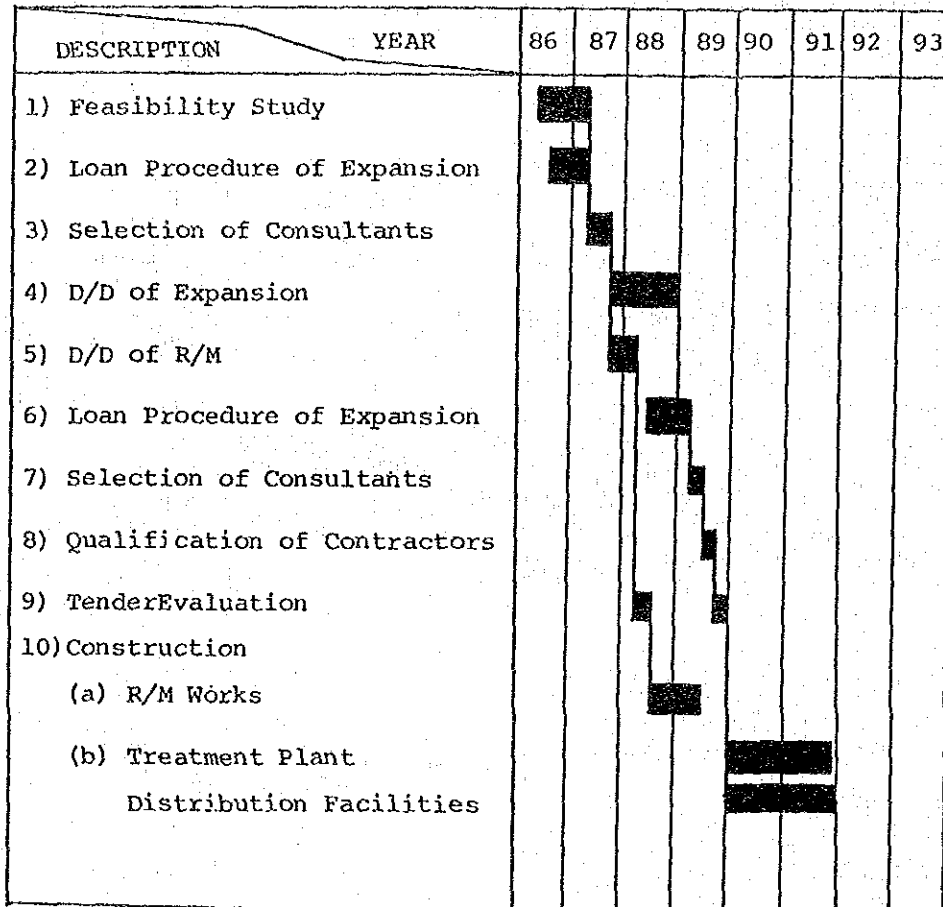 DESCRIPTION YEAR 86 87 88 89 90 91 92 93
1) Feasibility Study
2) Loan Procedure of Expansion
3) Selection of Consultants
4) D/D of Expansion
5) D/D of R/M
6) Loan Procedure of Expansion
7) Selection of Consultants
8) Qualification of Contractors
9) TenderEvaluation
10) Construction
(a) R/M Works
(b) Treatment Plant
Distribution Facilities